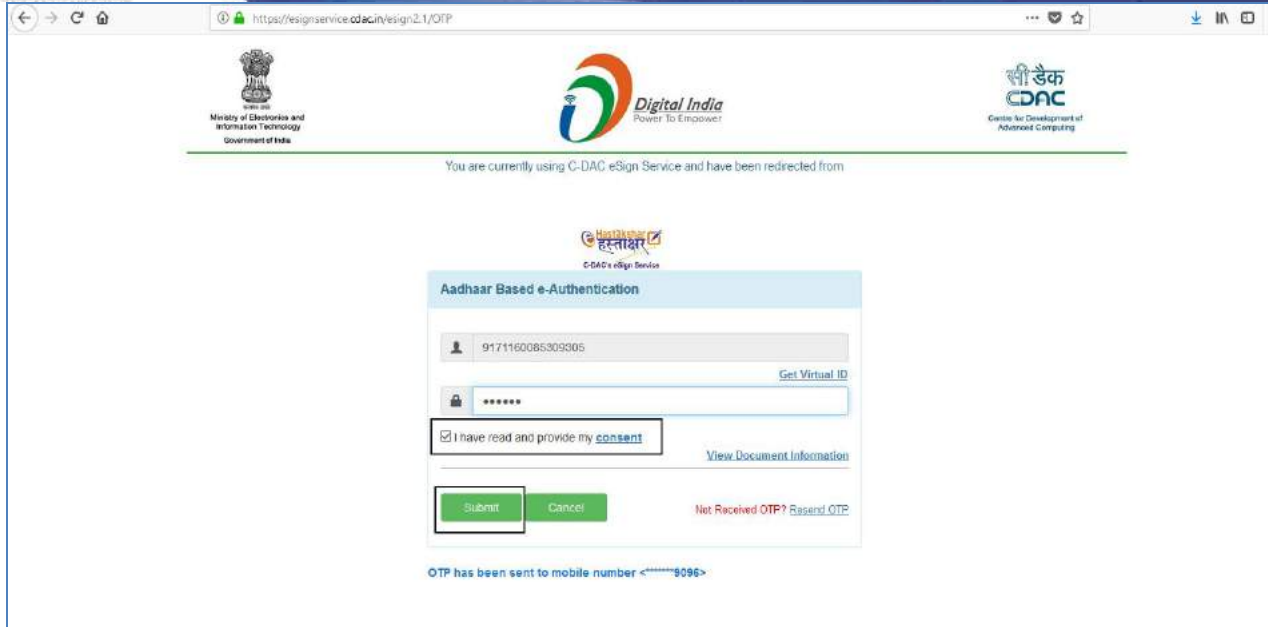 https://esignservice.cdac.in/esign2.1/OTP
Ministry of Electronics and
Information Technology
Government of India
Digital India
Power To Empower
सी डैक
CDAC
Centre for Development of
Advanced Computing
You are currently using C-DAC eSign Service and have been redirected from
Hastakshar
हस्ताक्षर
C-DAC's eSign Service
Aadhaar Based e-Authentication
9171160085309305
Get Virtual ID
••••••
I have read and provide my consent
View Document Information
Submit
Cancel
Not Received OTP? Resend OTP
OTP has been sent to mobile number <*******9096>